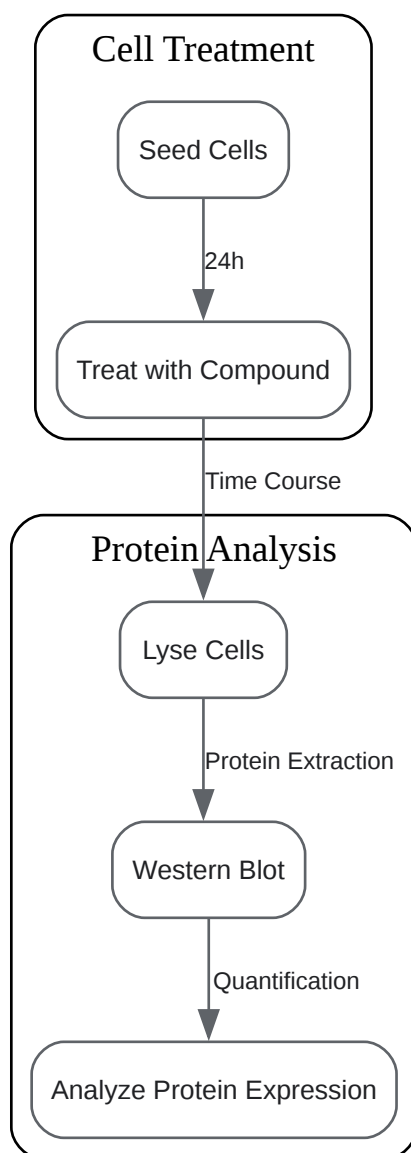 Cell Treatment
Seed Cells
24h
Treat with Compound
Time Course
Protein Analysis
Lyse Cells
Protein Extraction
Western Blot
Quantification
Analyze Protein Expression